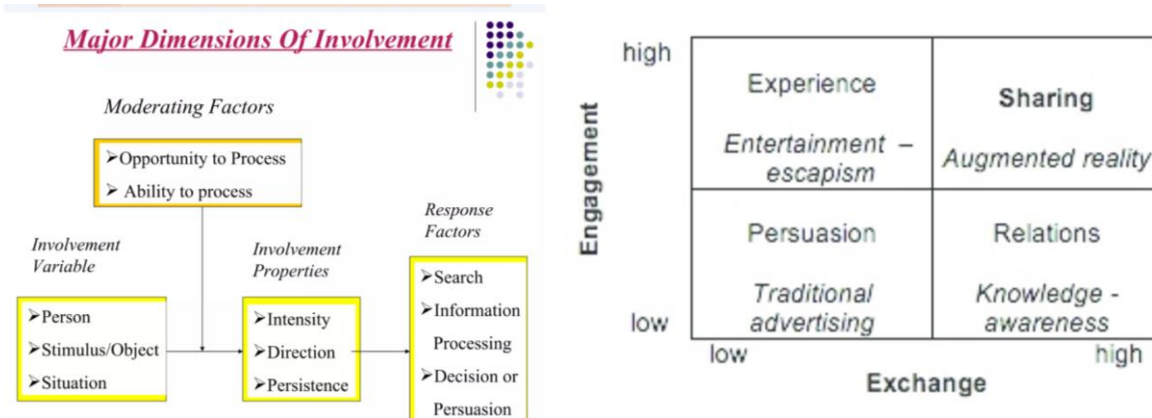 Major Dimensions Of Involvement
Moderating Factors
➢Opportunity to Process
➢ Ability to process
Involvement
Variable
➢Person
➢Stimulus/Object
➢Situation
Involvement
Properties
➢Intensity
➢Direction
➢Persistence
Response
Factors
➢Search
➢Information
Processing
➢Decision or
Persuasion
Engagement
high
low
Experience
Entertainment –
escapism
Sharing
Augmented reality
Persuasion
Traditional
advertising
Relations
Knowledge -
awareness
low
high
Exchange